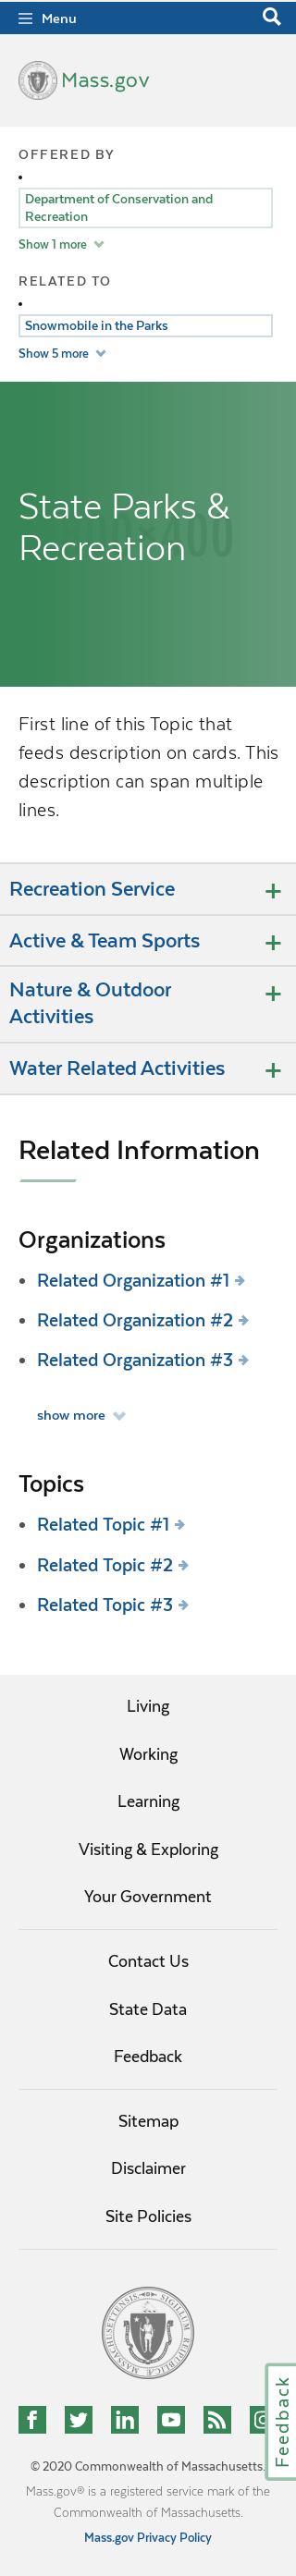 Menu
Mass.gov
OFFERED BY
Department of Conservation and
Recreation
Show 1 more
RELATED TO
Snowmobile in the Parks
Show 5 more
State Parks &
Recreation
First line of this Topic that
feeds description on cards. This
description can span multiple
lines.
Recreation Service
Active & Team Sports
Nature & Outdoor
Activities
Water Related Activities
Related Information
Organizations
Related Organization #1
Related Organization #2
Related Organization #3
show more
Topics
Related Topic #1
Related Topic #2
Related Topic #3
Living
Working
Learning
Visiting & Exploring
Your Government
Contact Us
State Data
Feedback
Sitemap
Disclaimer
Site Policies
Feedback
© 2020 Commonwealth of Massachusetts.
Mass.gov® is a registered service mark of the
Commonwealth of Massachusetts.
Mass.gov Privacy Policy